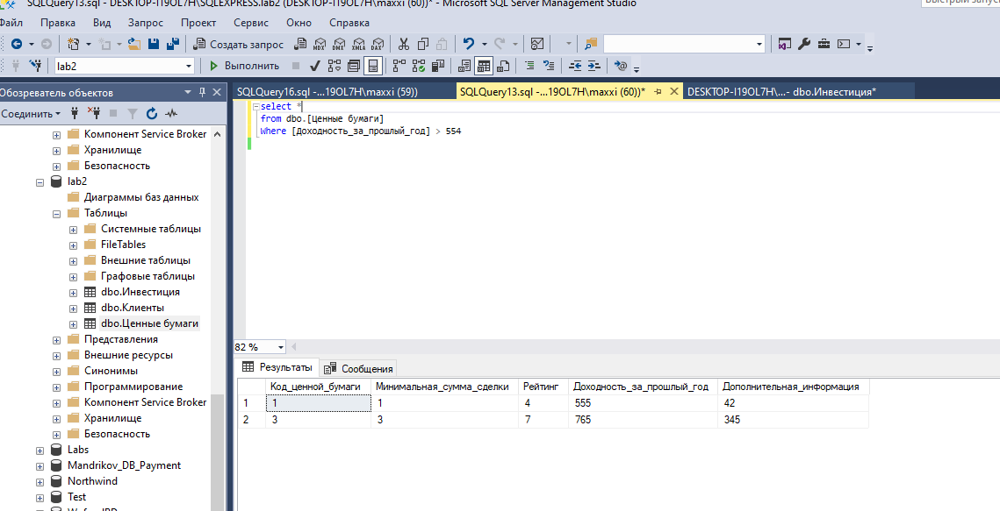 SQLQuery13.sql - DESKTOP-I19OL7H\SQLEXPRESS.lab2 (DESKTOP-I19OL7H\maxxi (60))* - Microsoft SQL Server Management Studio
Файл Правка Вид Запрос Проект Сервис Окно Справка
Создать запрос MDX DMX XMLA DAX
lab2 Выполнить
Обозреватель объектов
SQLQuery16.sql -...19OL7H\maxxi (59)) SQLQuery13.sql -...19OL7H\maxxi (60))* DESKTOP-I19OL7H\...- dbo.Инвестиция*
Соединить
Компонент Service Broker
Хранилище
Безопасность
lab2
Диаграммы баз данных
Таблицы
Системные таблицы
FileTables
Внешние таблицы
Графовые таблицы
dbo.Инвестиция
dbo.Клиенты
dbo.Ценные бумаги
Представления
Внешние ресурсы
Синонимы
Программирование
Компонент Service Broker
Хранилище
Безопасность
Labs
Mandrikov_DB_Payment
Northwind
Test
select *
from dbo.[Ценные бумаги]
Where [Доходность_за_прошлый_год] > 554
82 %
Результаты Сообщения
Код_ценной_бумаги Минимальная_сумма_сделки Рейтинг Доходность_за_прошлый_год Дополнительная_информация
1 1 1 4 555 42
2 3 3 7 765 345